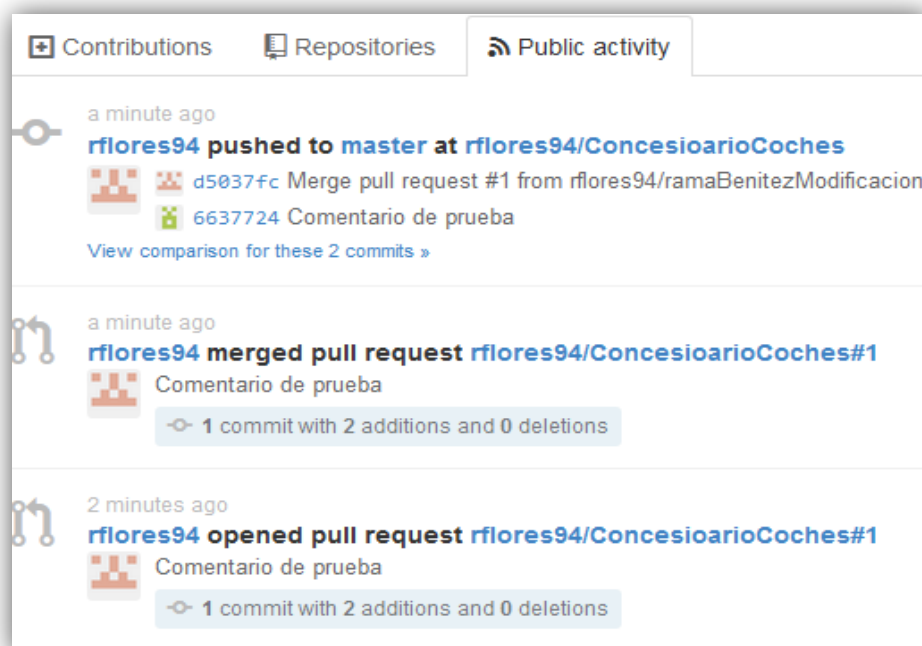 Contributions Repositories Public activity
a minute ago
rflores94 pushed to master at rflores94/ConcesioarioCoches
d5037fc Merge pull request #1 from rflores94/ramaBenitezModificacion
6637724 Comentario de prueba
View comparison for these 2 commits »
a minute ago
rflores94 merged pull request rflores94/ConcesioarioCoches#1
Comentario de prueba
1 commit with 2 additions and 0 deletions
2 minutes ago
rflores94 opened pull request rflores94/ConcesioarioCoches#1
Comentario de prueba
1 commit with 2 additions and 0 deletions